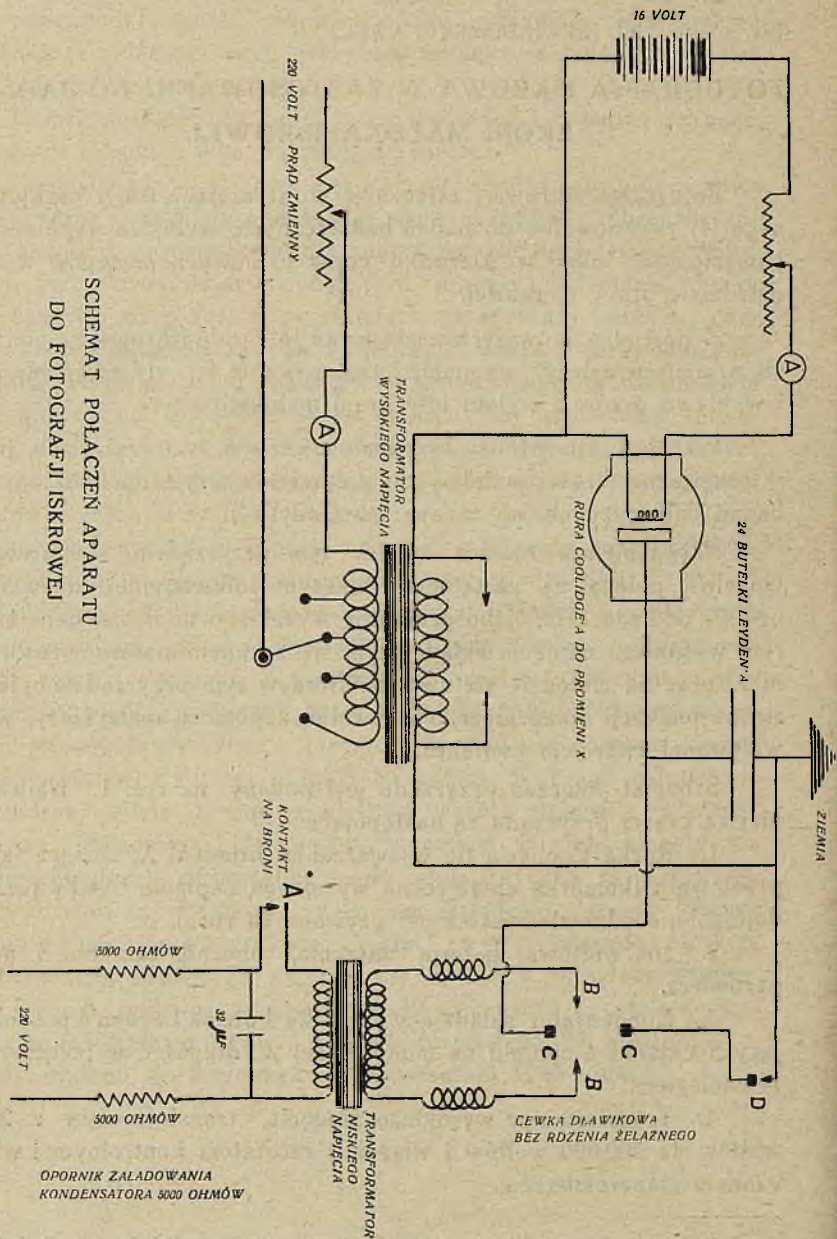 16 VOLT
A
220 VOLT PRĄD ZMIENNY
A
SCHEMAT POŁĄCZEŃ APARATU
DO FOTOGRAFJI ISKROWEJ
TRANSFORMATOR
WYSOKIEGO NAPIĘCIA
RURA COOLIDGE'A DO PROMIENI X
24 BUTELKI LEYDEN'A
ZIEMIA
KONTAKT
NA BRONI
A
5000 OHMÓW
32 µF
220 VOLT
5000 OHMÓW
TRANSFORMATOR
NISKIEGO
NAPIĘCIA
B
B
C
C
D
CEWKA DŁAWIKOWA
BEZ RDZENIA ŻELAZNEGO
OPORNIK ZAŁADOWANIA
KONDENSATORA 5000 OHMÓW